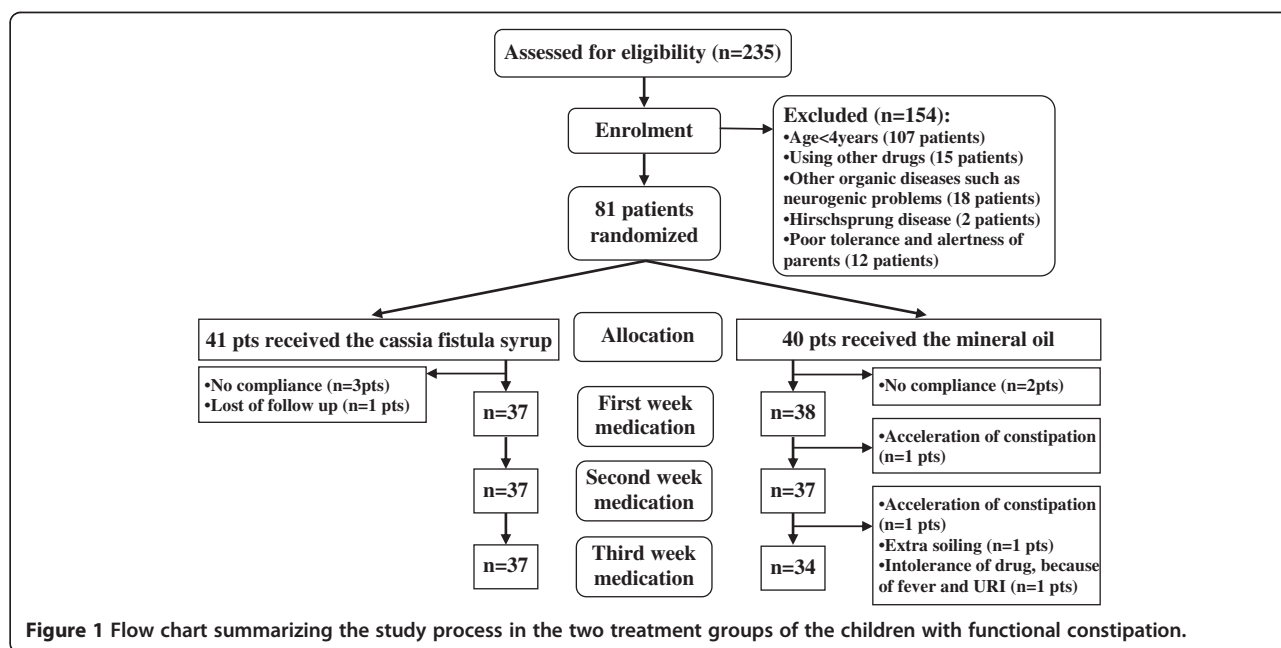 Assessed for eligibility (n=235)
Enrolment
Excluded (n=154):
•Age<4years (107 patients)
•Using other drugs (15 patients)
•Other organic diseases such as
neurogenic problems (18 patients)
•Hirschsprung disease (2 patients)
•Poor tolerance and alertness of
parents (12 patients)
81 patients
randomized
41 pts received the cassia fistula syrup
Allocation
40 pts received the mineral oil
•No compliance (n=3pts)
•Lost of follow up (n=1 pts)
•No compliance (n=2pts)
n=37
First week
medication
n=38
•Acceleration of constipation
(n=1 pts)
n=37
Second week
medication
n=37
•Acceleration of constipation
(n=1 pts)
•Extra soiling (n=1 pts)
•Intolerance of drug, because
of fever and URI (n=1 pts)
n=37
Third week
medication
n=34
Figure 1 Flow chart summarizing the study process in the two treatment groups of the children with functional constipation.